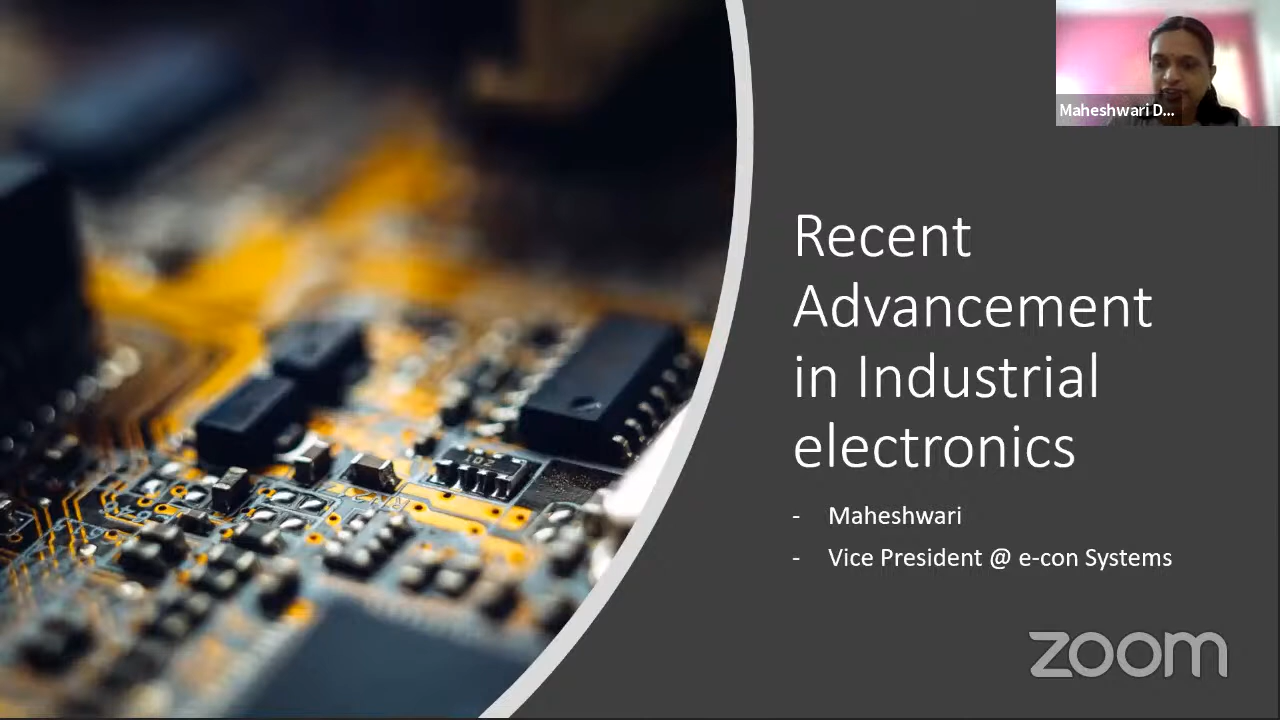 Maheshwari D...
Recent
Advancement
in Industrial
electronics
- Maheshwari
- Vice President @ e-con Systems
zoom